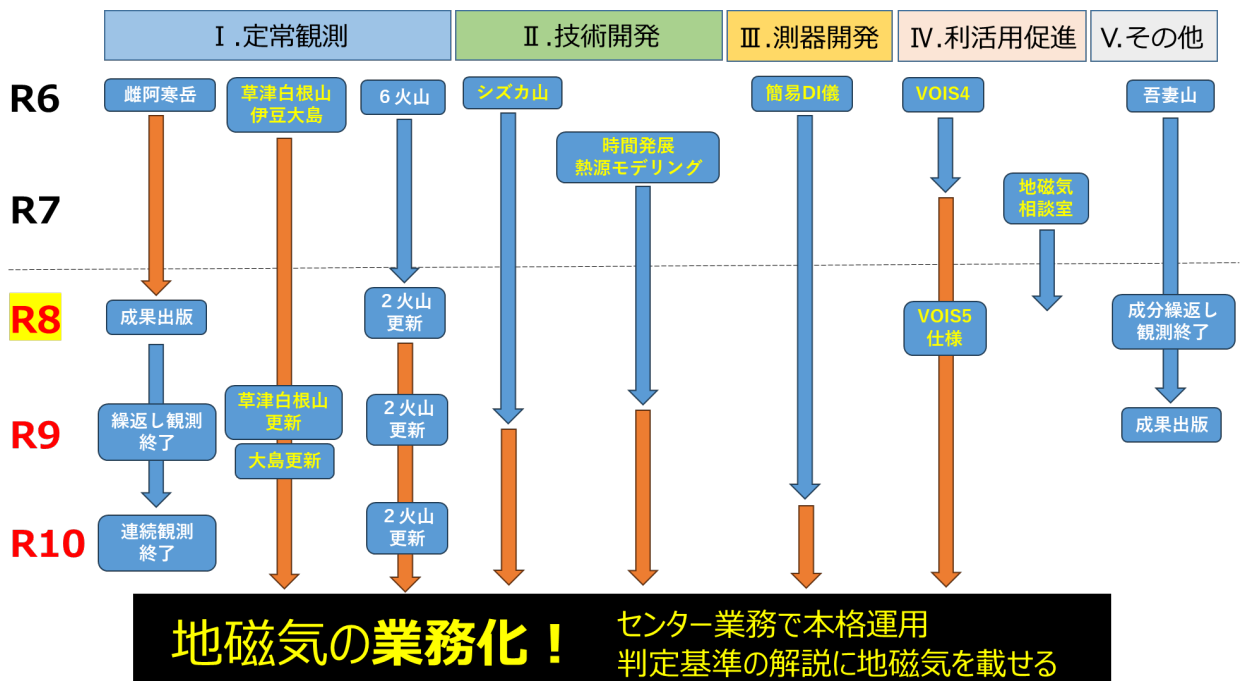 Ⅰ.定常観測
Ⅱ.技術開発
Ⅲ.測器開発
Ⅳ.利活用促進
Ⅴ.その他
R6
雌阿寒岳
草津白根山
伊豆大島
6火山
シズカ山
時間発展
熱源モデリング
簡易DI儀
VOIS4
吾妻山
R7
地磁気
相談室
R8
成果出版
2火山
更新
VOIS5
仕様
成分繰返し
観測終了
R9
繰返し観測
終了
草津白根山
更新
大島更新
2火山
更新
成果出版
R10
連続観測
終了
2火山
更新
地磁気の業務化！
センター業務で本格運用
判定基準の解説に地磁気を載せる